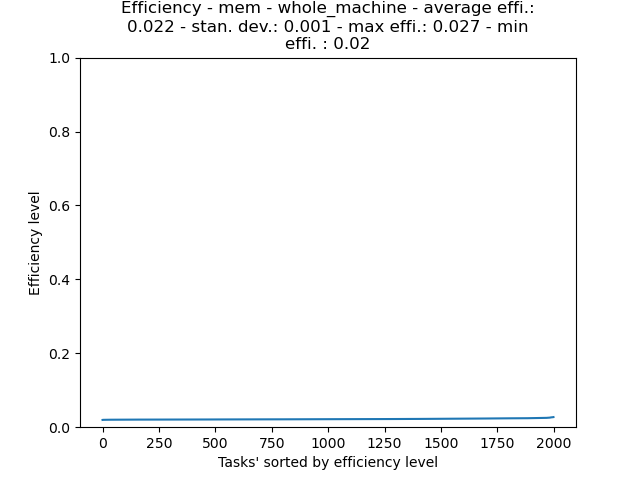 Efficiency - mem - whole_machine - average effi.:
0.022 - stan. dev.: 0.001 - max effi.: 0.027 - min
effi. : 0.02
1.0
0.8
0.6
0.4
0.2
0.0
Efficiency level
0 250 500 750 1000 1250 1500 1750 2000
Tasks' sorted by efficiency level